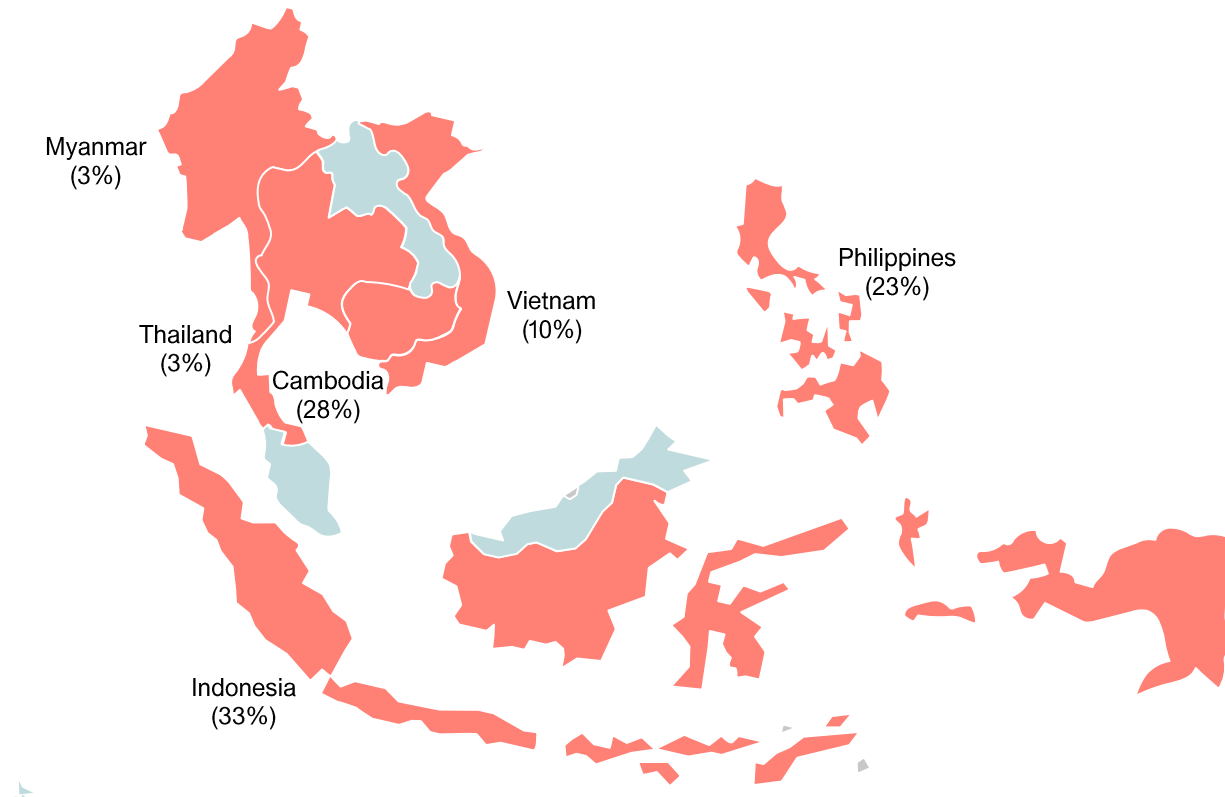 Myanmar
(3%)
Philippines
(23%)
Vietnam
(10%)
Thailand
(3%)
Cambodia
(28%)
Indonesia
(33%)